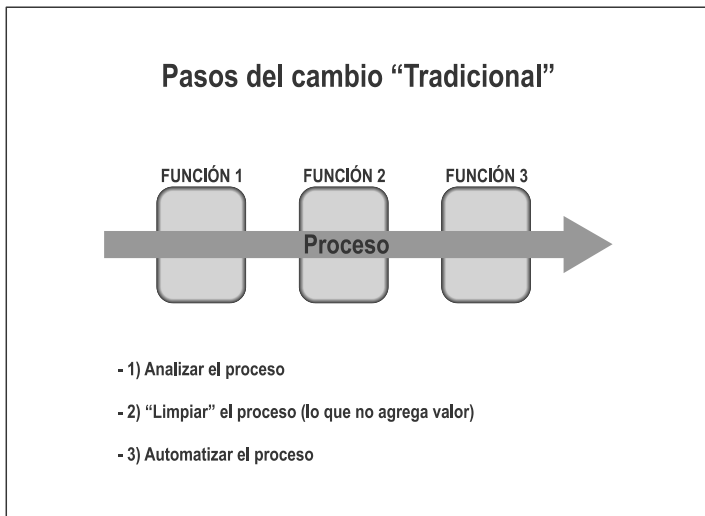 Pasos del cambio “Tradicional”
FUNCIÓN 1
FUNCIÓN 2
FUNCIÓN 3
Proceso
- 1) Analizar el proceso
- 2) “Limpiar” el proceso (lo que no agrega valor)
- 3) Automatizar el proceso